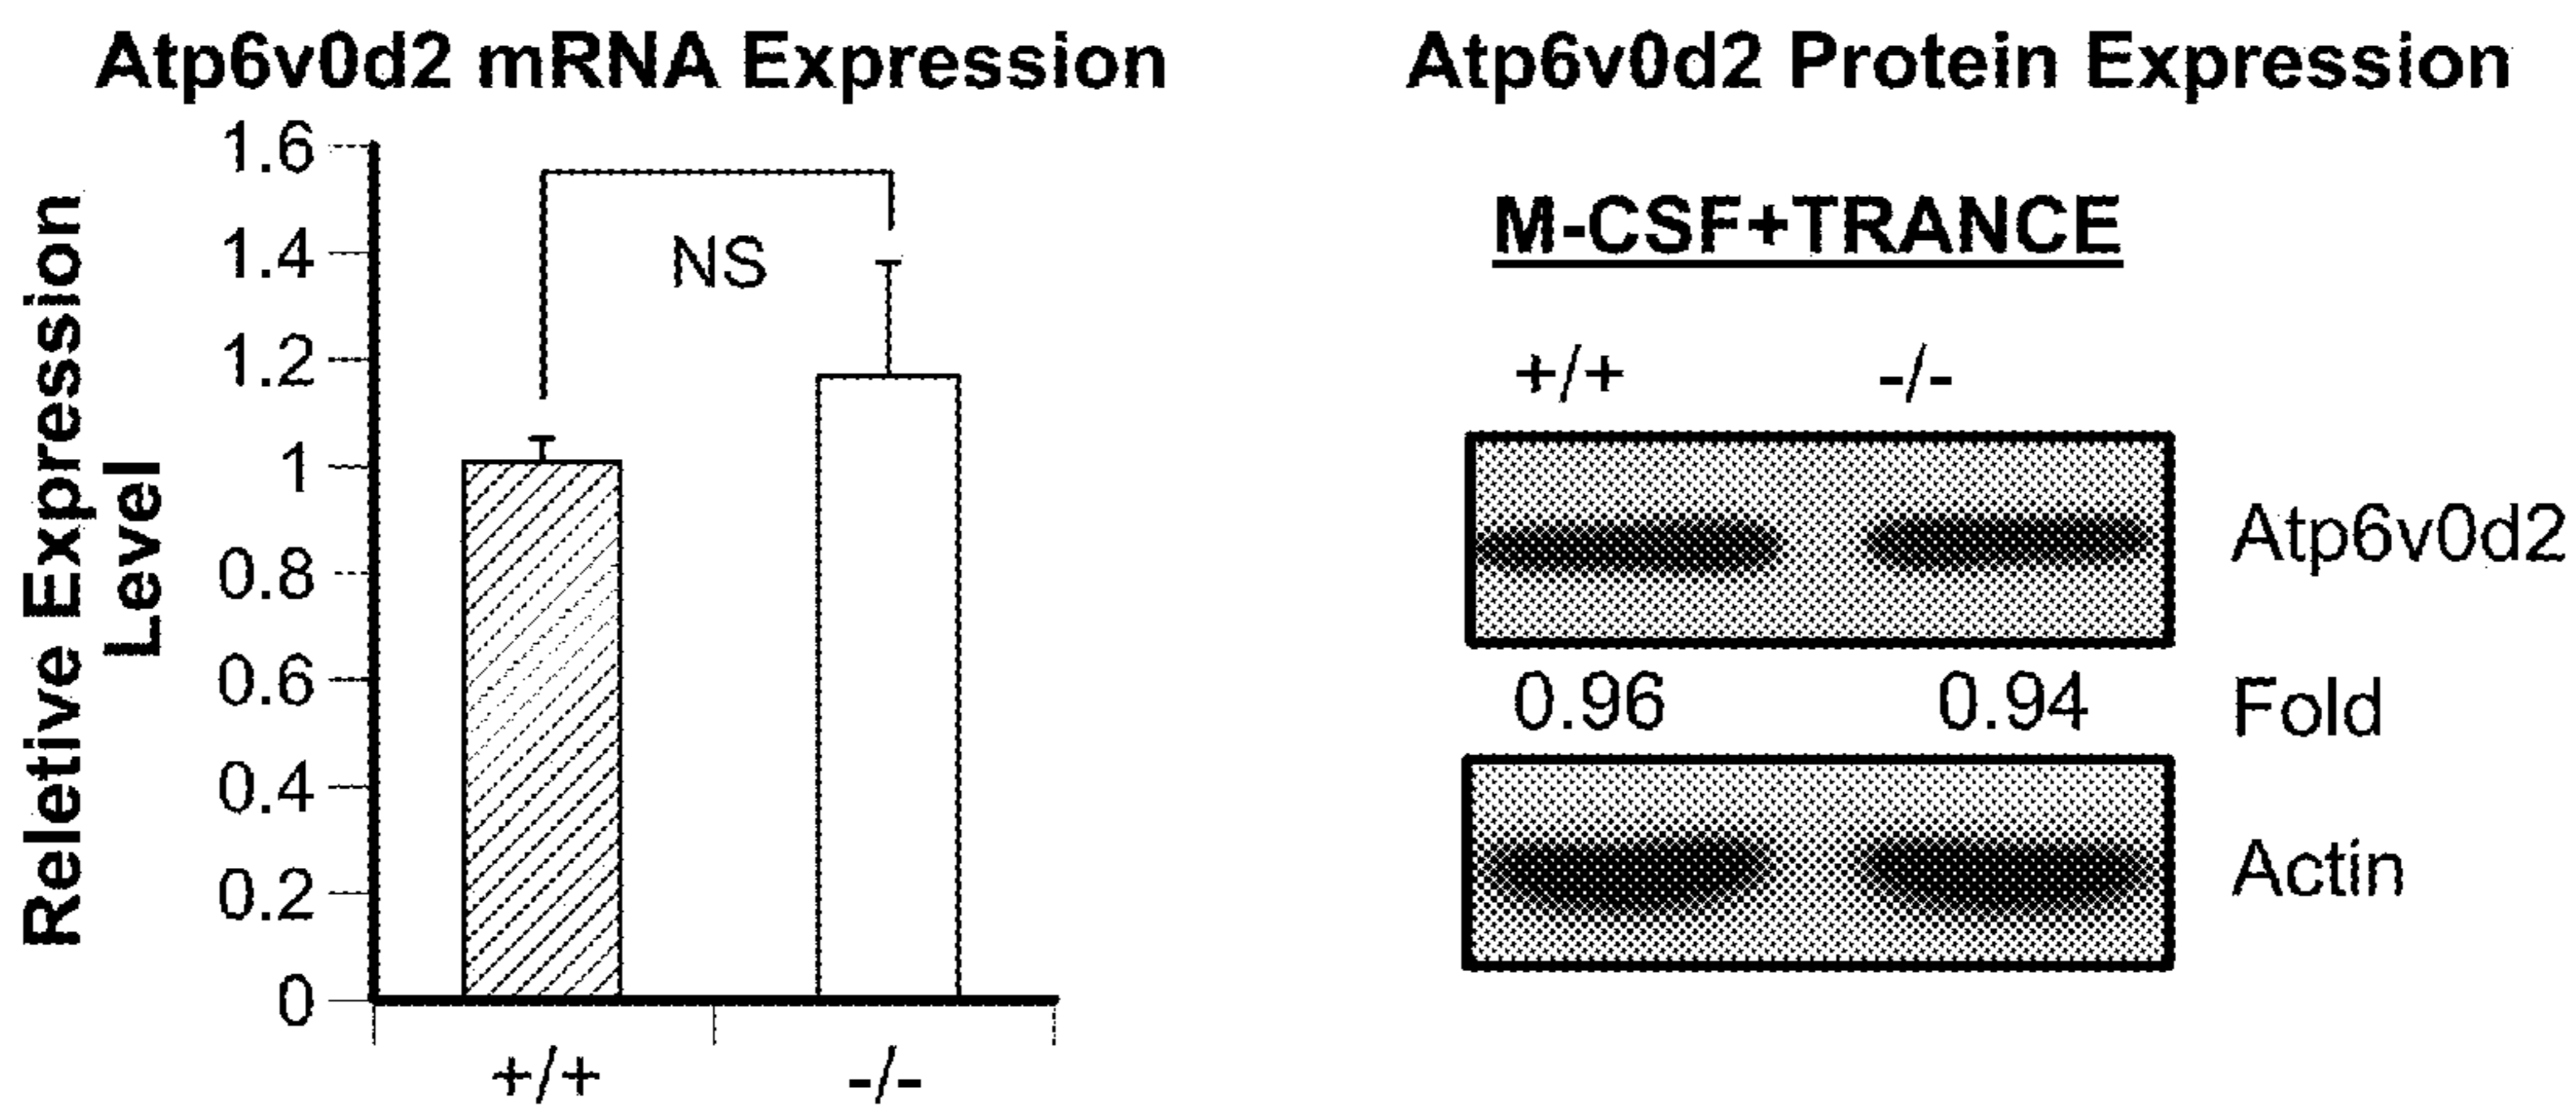 Atp6v0d2 mRNA Expression
Reletive Expression
Level
1.6
1.4
1.2
1
0.8
0.6
0.4
0.2
0
NS
+/+ -/-
Atp6v0d2 Protein Expression
M-CSF+TRANCE
+/+ -/-
Atp6v0d2
0.96 0.94 Fold
Actin